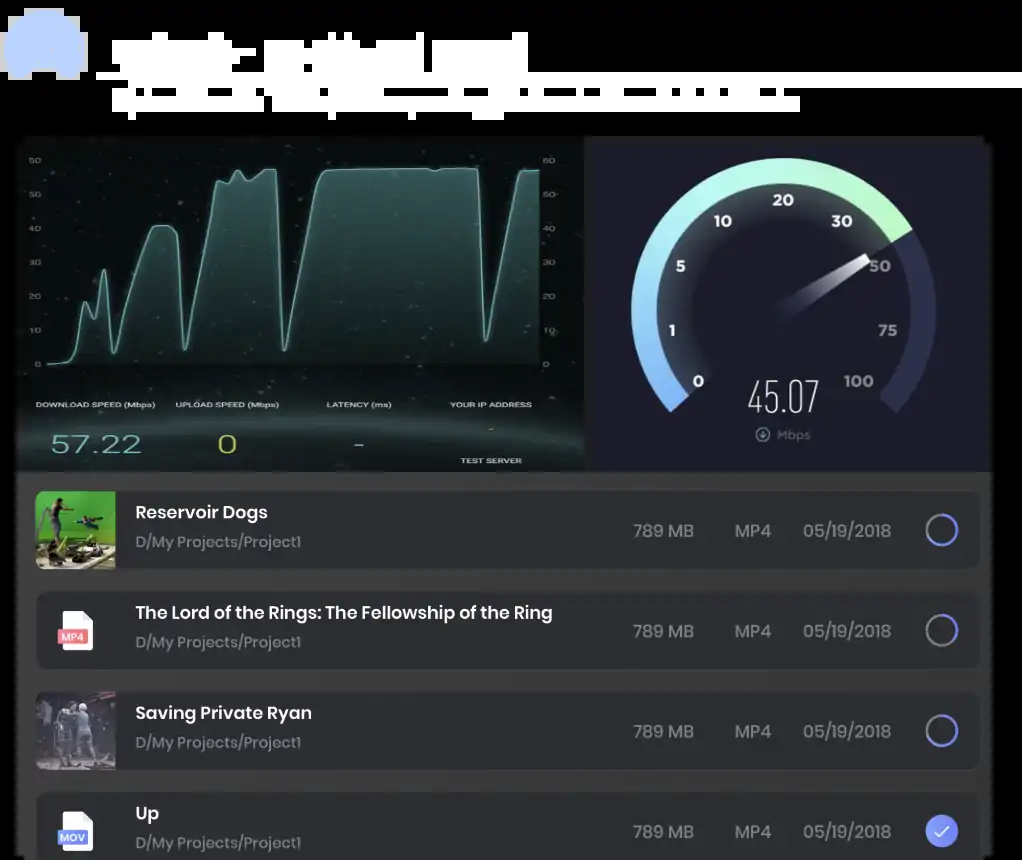 50 60
50 50
40 40
30 30
20 20
10 10
0 0
DOWNLOAD SPEED (Mbps) UPLOAD SPEED (Mbps) LATENCY (ms) YOUR IP ADDRESS
57.22 0 - -
TEST SERVER
20
10 30
5 50
1 75
0 100
45.07
Mbps
Reservoir Dogs
D/My Projects/Project1
789 MB MP4 05/19/2018
MP4
The Lord of the Rings: The Fellowship of the Ring
D/My Projects/Project1
789 MB MP4 05/19/2018
Saving Private Ryan
D/My Projects/Project1
789 MB MP4 05/19/2018
MOV
Up
D/My Projects/Project1
789 MB MP4 05/19/2018